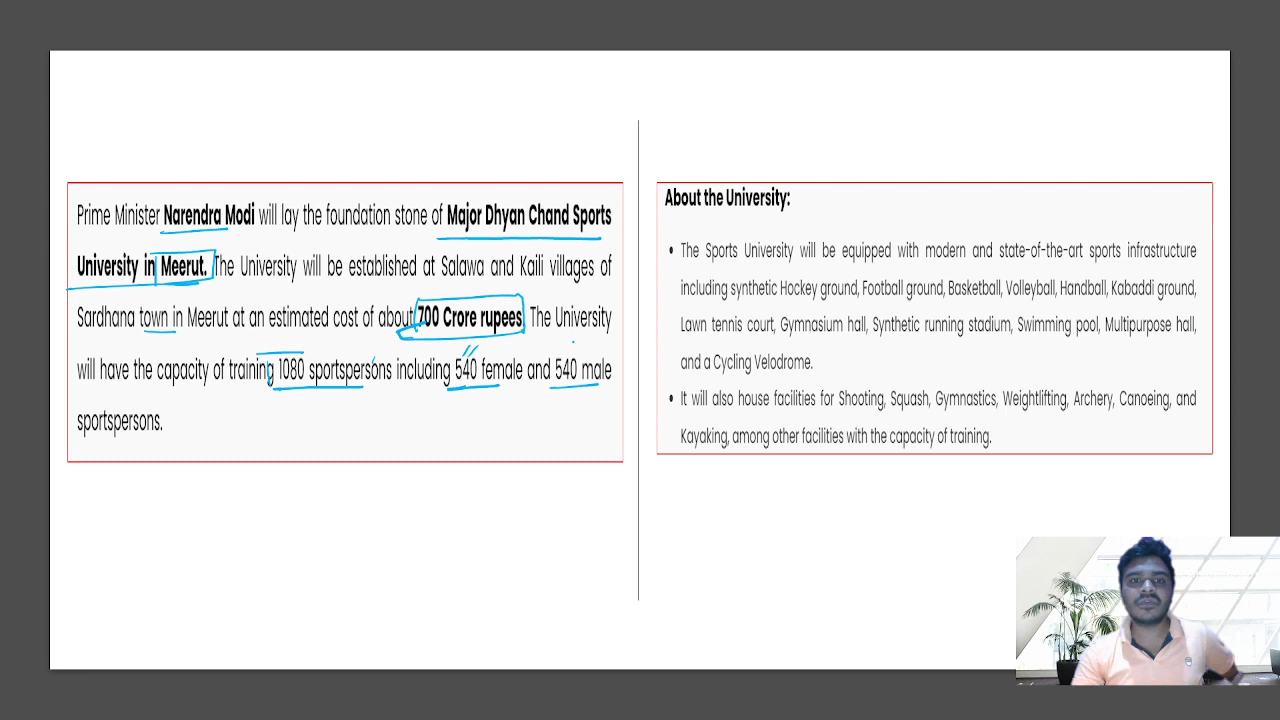 Prime Minister Narendra Modi will lay the foundation stone of Major Dhyan Chand Sports
University in Meerut. The University will be established at Salawa and Kaili villages of
Sardhana town in Meerut at an estimated cost of about 700 Crore rupees. The University
will have the capacity of training 1080 sportspersons including 540 female and 540 male
sportspersons.
About the University:
• The Sports University will be equipped with modern and state-of-the-art sports infrastructure
including synthetic Hockey ground, Football ground, Basketball, Volleyball, Handball, Kabaddi ground,
Lawn tennis court, Gymnasium hall, Synthetic running stadium, Swimming pool, Multipurpose hall,
and a Cycling Velodrome.
• It will also house facilities for Shooting, Squash, Gymnastics, Weightlifting, Archery, Canoeing, and
Kayaking, among other facilities with the capacity of training.